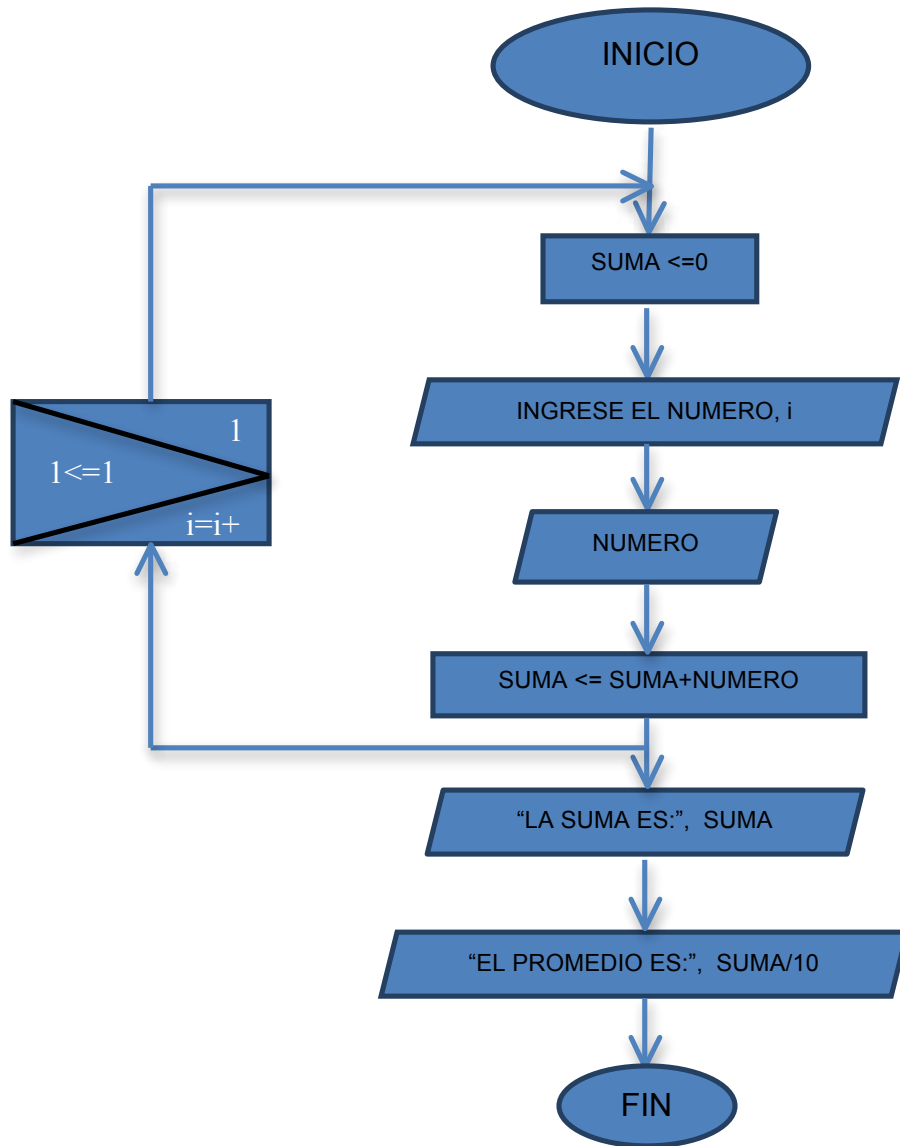 INICIO
SUMA <=0
INGRESE EL NUMERO, i
1
1<=1
i=i+
NUMERO
SUMA <= SUMA+NUMERO
“LA SUMA ES:”, SUMA
“EL PROMEDIO ES:”, SUMA/10
FIN